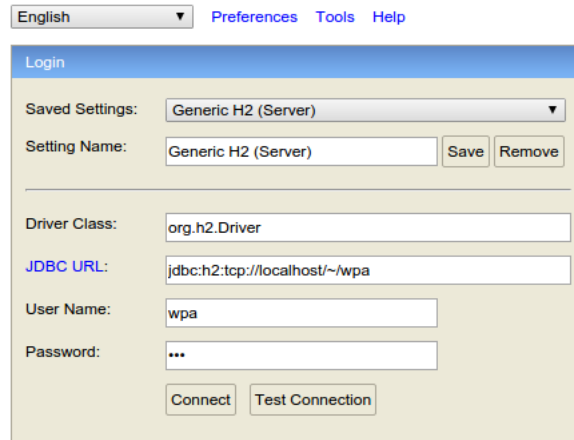 English Preferences Tools Help
Login
Saved Settings: Generic H2 (Server)
Setting Name: Generic H2 (Server) Save Remove
Driver Class: org.h2.Driver
JDBC URL: jdbc:h2:tcp://localhost/~/wpa
User Name: wpa
Password: •••
Connect Test Connection